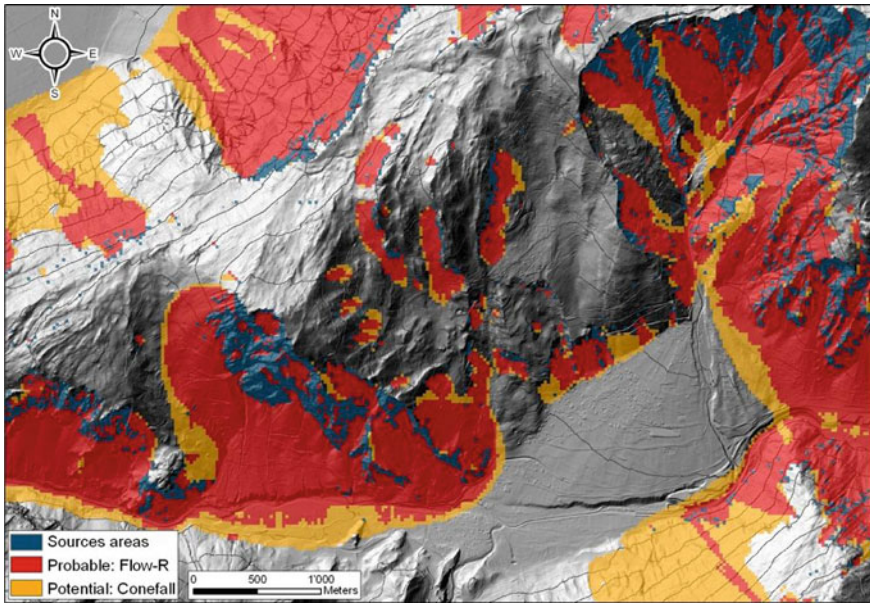 N
W E
S
Sources areas
Probable: Flow-R
Potential: Conefall
0 500 1'000
Meters